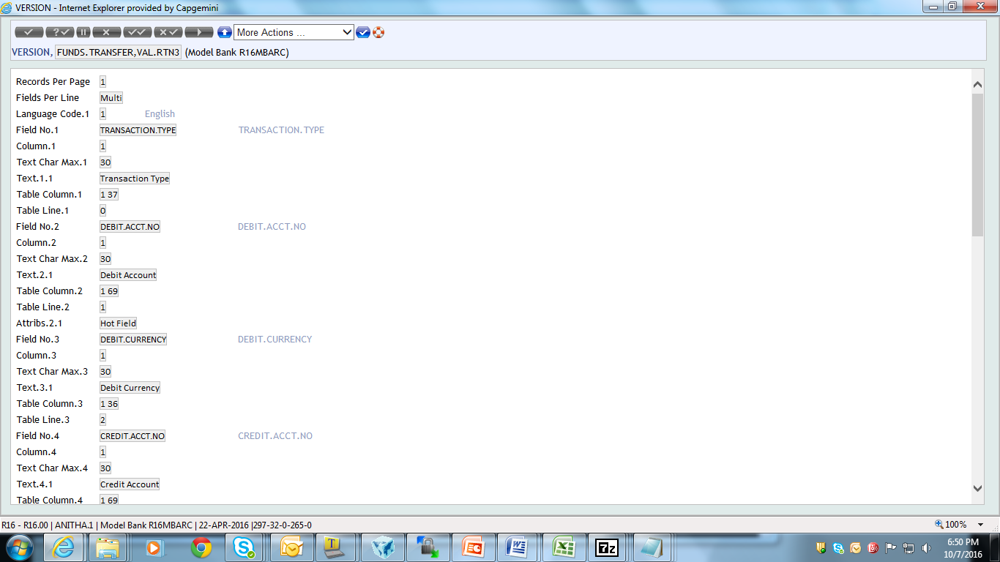 VERSION - Internet Explorer provided by Capgemini
More Actions ...
VERSION, FUNDS.TRANSFER,VAL.RTN3 (Model Bank R16MBARC)
Records Per Page 1
Fields Per Line Multi
Language Code.1 1 English
Field No.1 TRANSACTION.TYPE TRANSACTION.TYPE
Column.1 1
Text Char Max.1 30
Text.1.1 Transaction Type
Table Column.1 1 37
Table Line.1 0
Field No.2 DEBIT.ACCT.NO DEBIT.ACCT.NO
Column.2 1
Text Char Max.2 30
Text.2.1 Debit Account
Table Column.2 1 69
Table Line.2 1
Attribs.2.1 Hot Field
Field No.3 DEBIT.CURRENCY DEBIT.CURRENCY
Column.3 1
Text Char Max.3 30
Text.3.1 Debit Currency
Table Column.3 1 36
Table Line.3 2
Field No.4 CREDIT.ACCT.NO CREDIT.ACCT.NO
Column.4 1
Text Char Max.4 30
Text.4.1 Credit Account
Table Column.4 1 69
R16 - R16.00 | ANITHA.1 | Model Bank R16MBARC | 22-APR-2016 |297-32-0-265-0
100%
7z
6:50 PM
10/7/2016